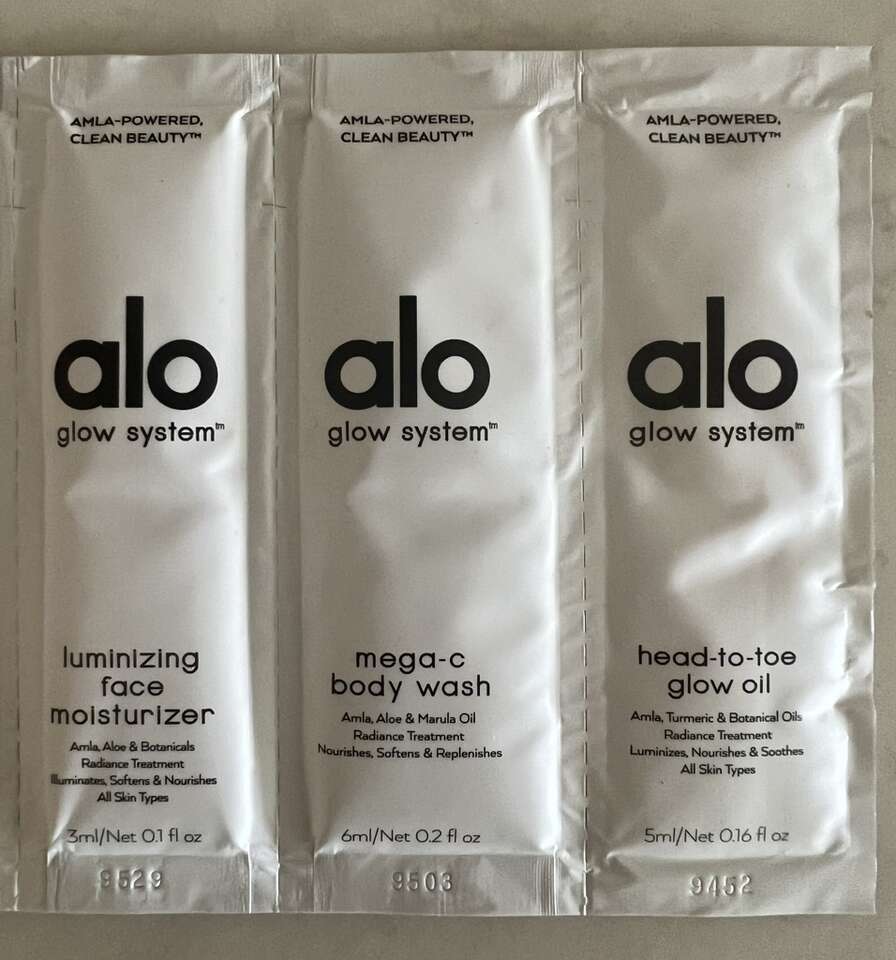 AMLA-POWERED,
CLEAN BEAUTY™
alo
glow system™
luminizing
face
moisturizer
Amla, Aloe & Botanicals
Radiance Treatment
Illuminates, Softens & Nourishes
All Skin Types
3ml/Net 0.1 fl oz
9529
AMLA-POWERED,
CLEAN BEAUTY™
alo
glow system™
mega-c
body wash
Amla, Aloe & Marula Oil
Radiance Treatment
Nourishes, Softens & Replenishes
6ml/Net 0.2 fl oz
9503
AMLA-POWERED,
CLEAN BEAUTY™
alo
glow system™
head-to-toe
glow oil
Amla, Turmeric & Botanical Oils
Radiance Treatment
Luminizes, Nourishes & Soothes
All Skin Types
5ml/Net 0.16 fl oz
9452